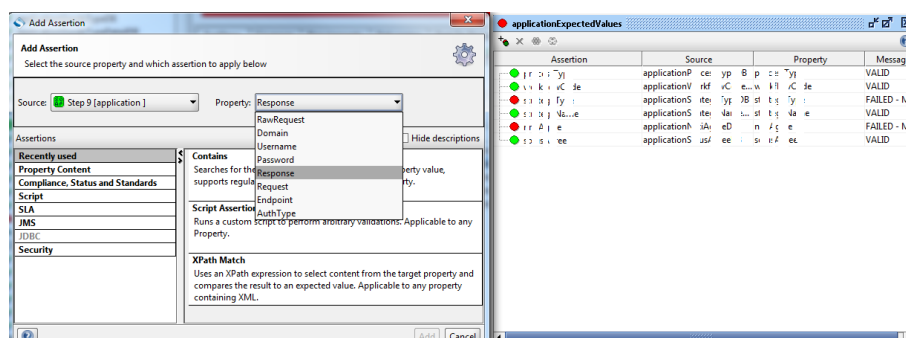 Add Assertion
Add Assertion
Select the source property and which assertion to apply below
Source: Step 9 [application ] Property: Response
RawRequest
Domain
Username
Password
Response
Request
Endpoint
AuthType
Assertions
Hide descriptions
Recently used
Property Content
Compliance, Status and Standards
Script
SLA
JMS
JDBC
Security
Contains
Searches for the perty value,
supports regula rty.
Script Assertion
Runs a custom script to perform arbitrary validations. Applicable to any
Property.
XPath Match
Uses an XPath expression to select content from the target property and
compares the result to an expected value. Applicable to any property
containing XML.
Add Cancel
applicationExpectedValues
Assertion Source Property Messag
VALID
VALID
FAILED - N
VALID
FAILED - N
VALID